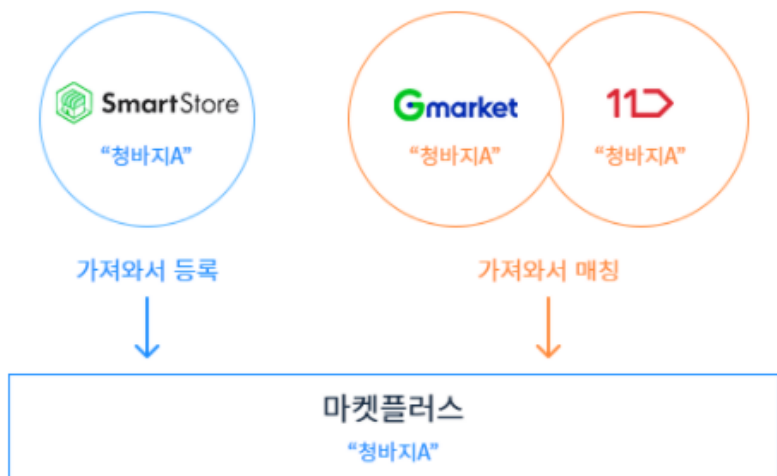 SmartStore
“청바지A”
Gmarket
“청바지A”
11
“청바지A”
가져와서 등록
가져와서 매칭
마켓플러스
“청바지A”